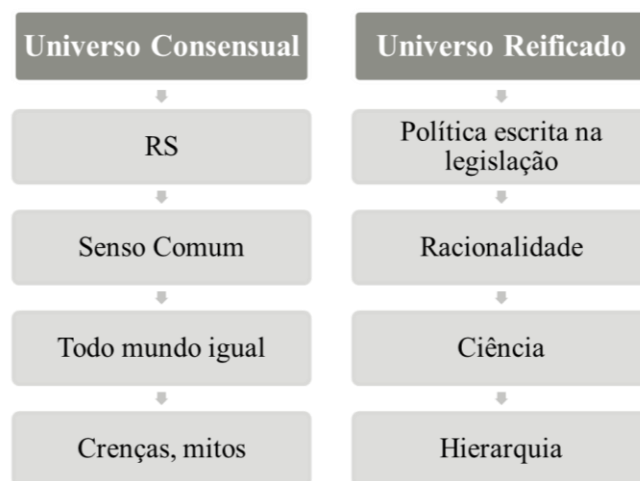 Universo Consensual
RS
Senso Comum
Todo mundo igual
Crenças, mitos
Universo Reificado
Política escrita na
legislação
Racionalidade
Ciência
Hierarquia